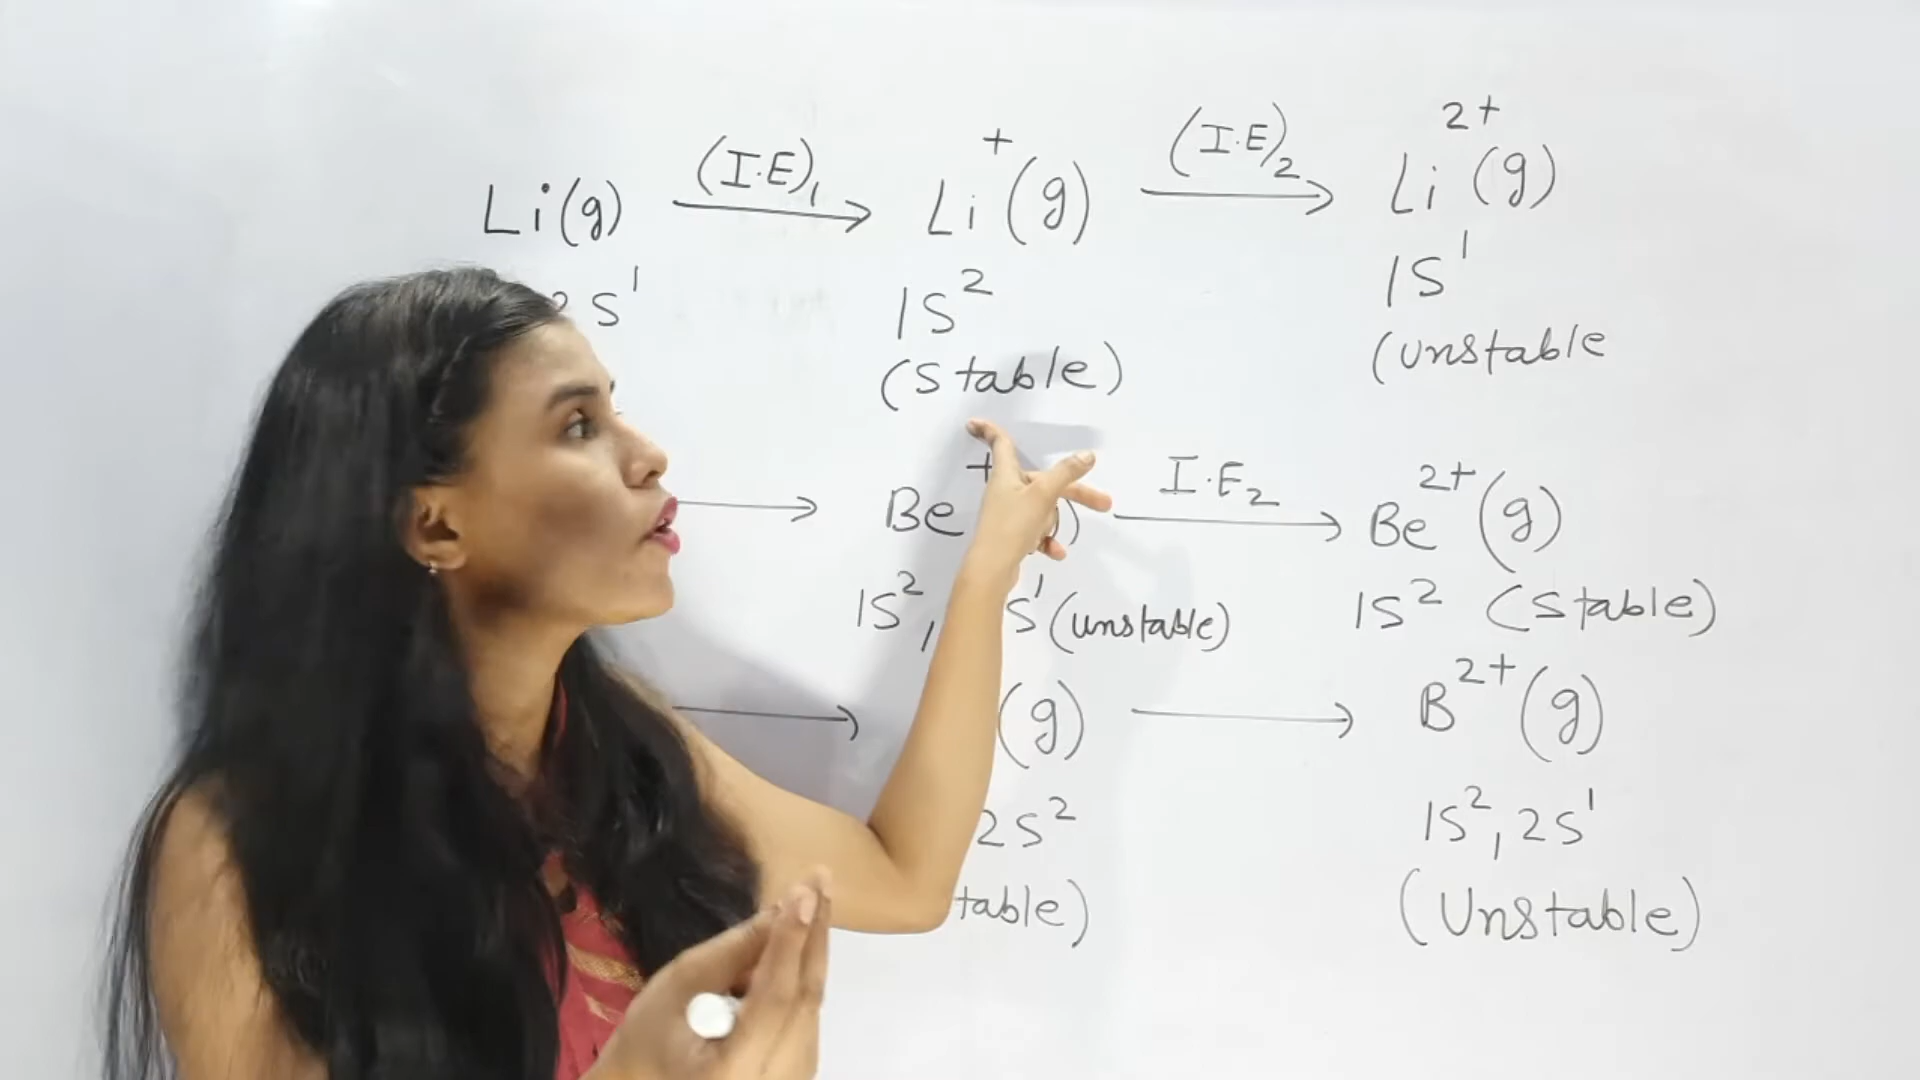 Li(g) (I.E)₁ → Li⁺(g) (I.E)₂ → Li²⁺(g)
2S¹ 1S² 1S¹
(Stable) (Unstable
→ Be⁺(g) I.E₂ → Be²⁺(g)
1S², S¹ (unstable) 1S² (Stable)
→ (g) → B²⁺(g)
2S² 1S², 2S¹
table) (Unstable)